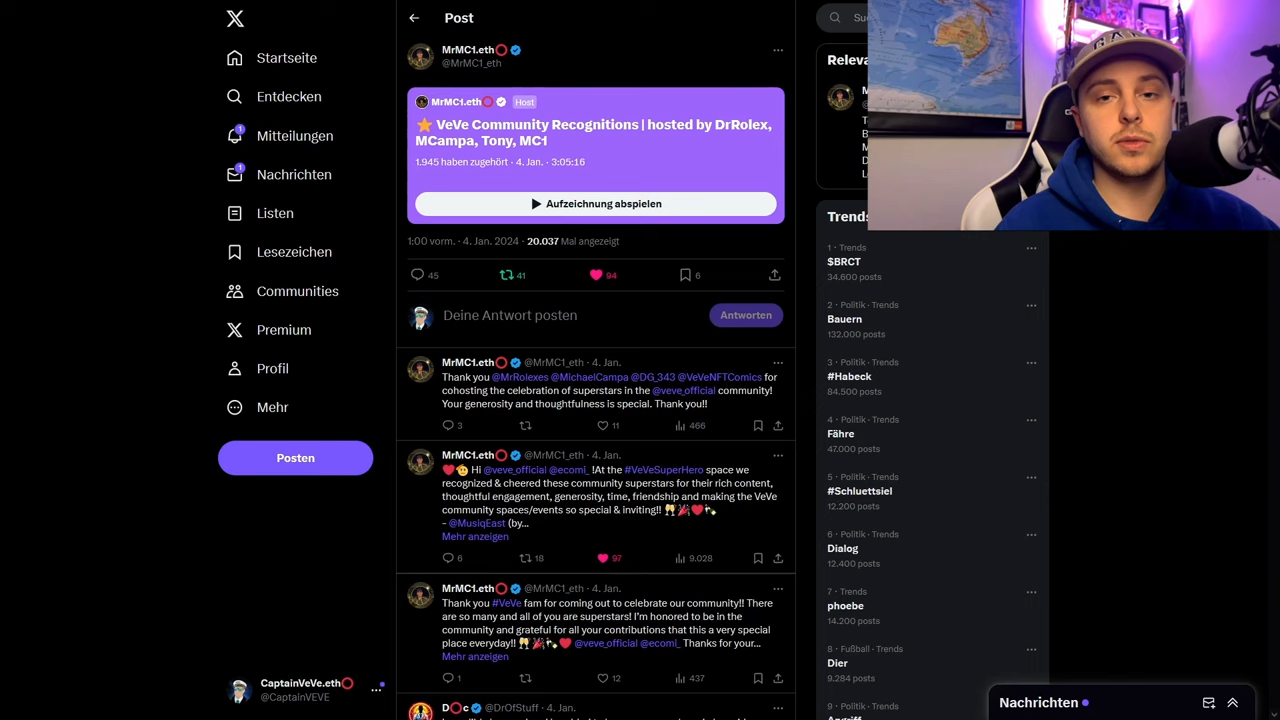 Startseite
Entdecken
1
Mitteilungen
1
Nachrichten
Listen
Lesezeichen
Communities
Premium
Profil
Mehr
Posten
CaptainVeVe.eth⭕
@CaptainVEVE
Post
MrMC1.eth⭕
@MrMC1_eth
MrMC1.eth⭕ Host
⭐ VeVe Community Recognitions | hosted by DrRolex,
MCampa, Tony, MC1
1.945 haben zugehört · 4. Jan. · 3:05:16
Aufzeichnung abspielen
1:00 vorm. · 4. Jan. 2024 · 20.037 Mal angezeigt
45 41 94 6
Deine Antwort posten
Antworten
MrMC1.eth⭕ @MrMC1_eth · 4. Jan.
Thank you @MrRolexes @MichaelCampa @DG_343 @VeVeNFTComics for
cohosting the celebration of superstars in the @veve_official community!
Your generosity and thoughtfulness is special. Thank you!!
3 11 466
MrMC1.eth⭕ @MrMC1_eth · 4. Jan.
❤️🫡 Hi @veve_official @ecomi_ !At the #VeVeSuperHero space we
recognized & cheered these community superstars for their rich content,
thoughtful engagement, generosity, time, friendship and making the VeVe
community spaces/events so special & inviting!! 🥂🎉❤️🍾
- @MusiqEast (by...
Mehr anzeigen
6 18 97 9.028
MrMC1.eth⭕ @MrMC1_eth · 4. Jan.
Thank you #VeVe fam for coming out to celebrate our community!! There
are so many and all of you are superstars! I'm honored to be in the
community and grateful for all your contributions that this a very special
place everyday!! 🥂🎉🍾❤️ @veve_official @ecomi_ Thanks for your...
Mehr anzeigen
1 12 437
D⭕c @DrOfStuff · 4. Jan.
Su
Releva
Trends
1 · Trends
$BRCT
34.600 posts
2 · Politik · Trends
Bauern
132.000 posts
3 · Politik · Trends
#Habeck
84.500 posts
4 · Politik · Trends
Fähre
47.000 posts
5 · Politik · Trends
#Schluettsiel
12.200 posts
6 · Politik · Trends
Dialog
12.400 posts
7 · Trends
phoebe
14.200 posts
8 · Fußball · Trends
Dier
9.284 posts
9 · Politik · Trends
Angriff
Nachrichten